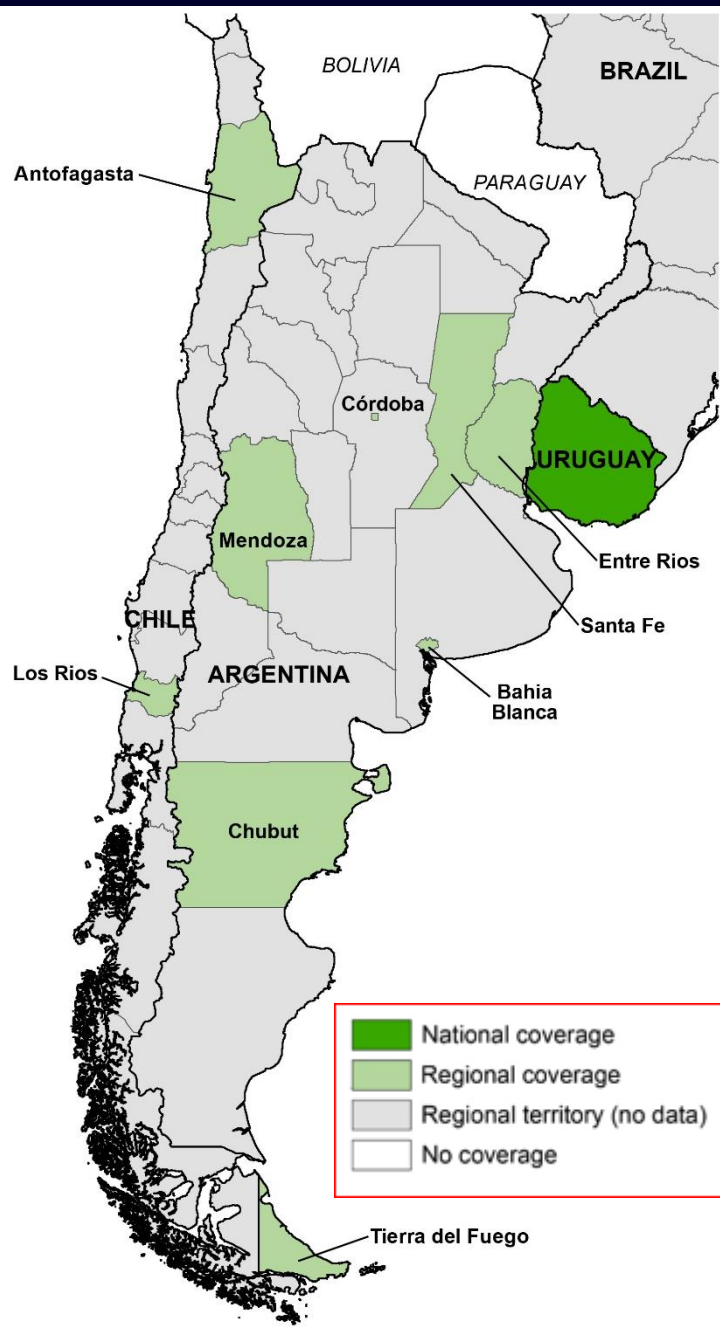 BOLIVIA
BRAZIL
Antofagasta
PARAGUAY
Córdoba
URUGUAY
Mendoza
Entre Rios
CHILE
Santa Fe
Los Rios
ARGENTINA
Bahia
Blanca
Chubut
National coverage
Regional coverage
Regional territory (no data)
No coverage
Tierra del Fuego